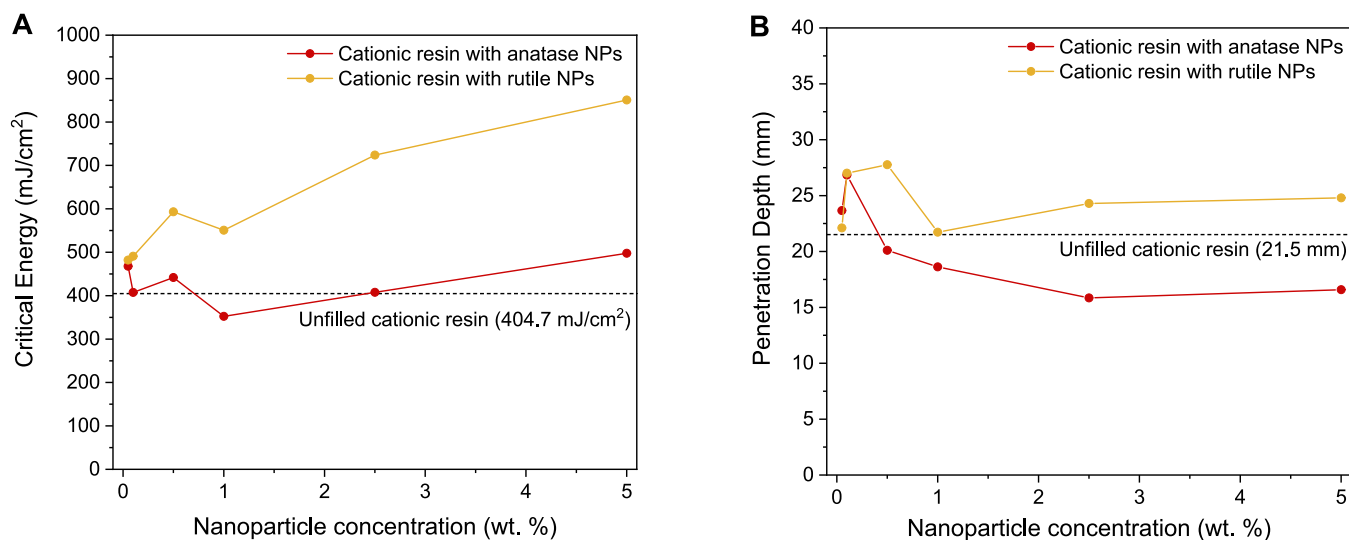 A
Cationic resin with anatase NPs
Cationic resin with rutile NPs
1000
900
800
700
600
500
400
300
200
100
0
Critical Energy (mJ/cm²)
Unfilled cationic resin (404.7 mJ/cm²)
0 1 2 3 4 5
Nanoparticle concentration (wt. %)
B
Cationic resin with anatase NPs
Cationic resin with rutile NPs
40
35
30
25
20
15
10
5
0
Penetration Depth (mm)
Unfilled cationic resin (21.5 mm)
0 1 2 3 4 5
Nanoparticle concentration (wt. %)